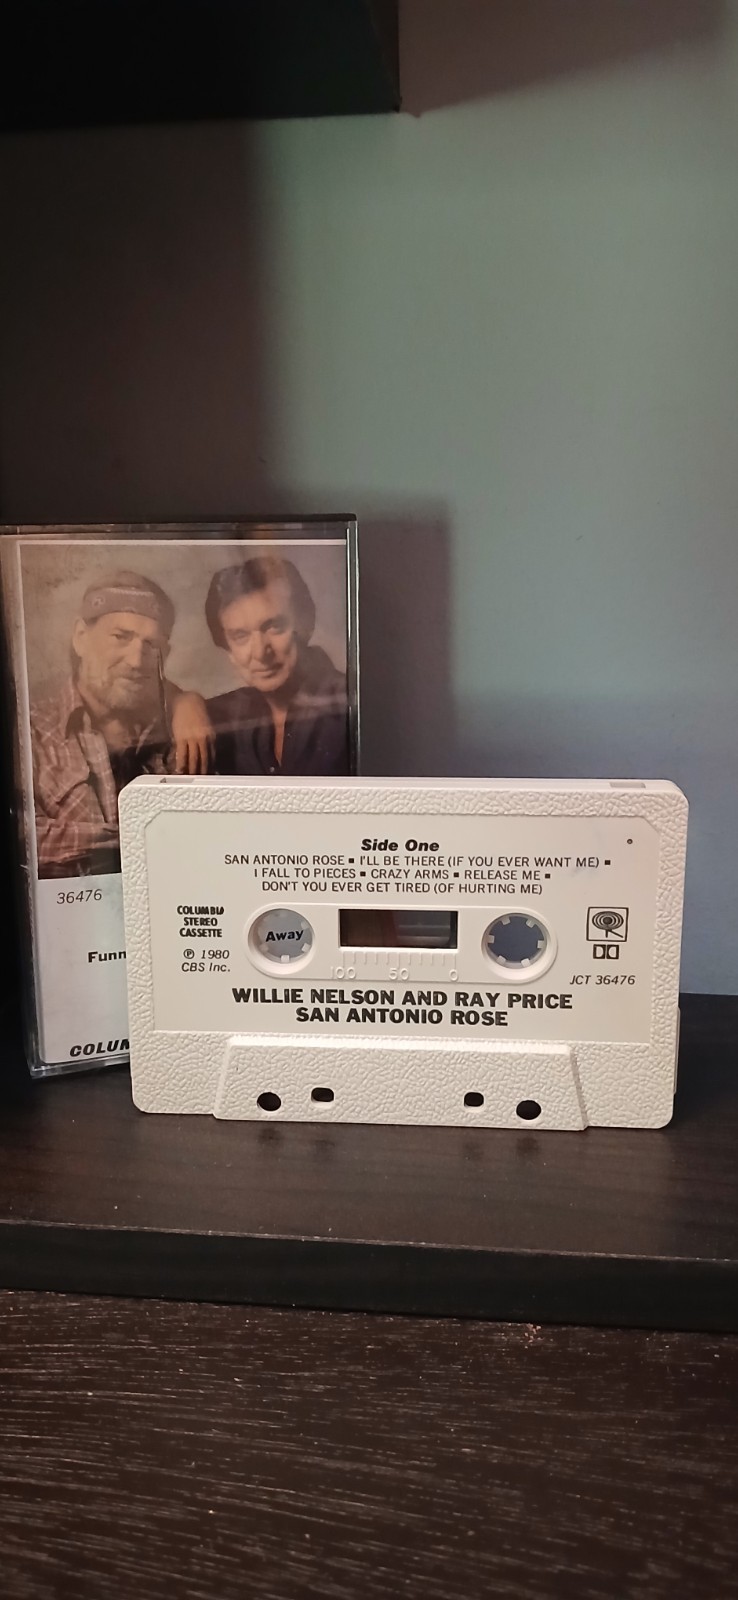 36476
Funn
COLUM
Side One
SAN ANTONIO ROSE ▪ I'LL BE THERE (IF YOU EVER WANT ME) ▪
I FALL TO PIECES ▪ CRAZY ARMS ▪ RELEASE ME ▪
DON'T YOU EVER GET TIRED (OF HURTING ME)
COLUMBIA
STEREO
CASSETTE
Away
℗ 1980
CBS Inc.
100 50 0
JCT 36476
WILLIE NELSON AND RAY PRICE
SAN ANTONIO ROSE